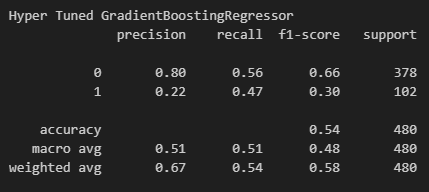 Hyper Tuned GradientBoostingRegressor
precision recall f1-score support
0 0.80 0.56 0.66 378
1 0.22 0.47 0.30 102
accuracy 0.54 480
macro avg 0.51 0.51 0.48 480
weighted avg 0.67 0.54 0.58 480